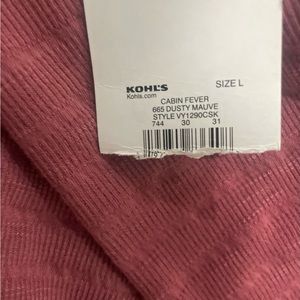 KOHL'S
Kohls.com
SIZE L
CABIN FEVER
665 DUSTY MAUVE
STYLE VY1290CSK
744 30 31